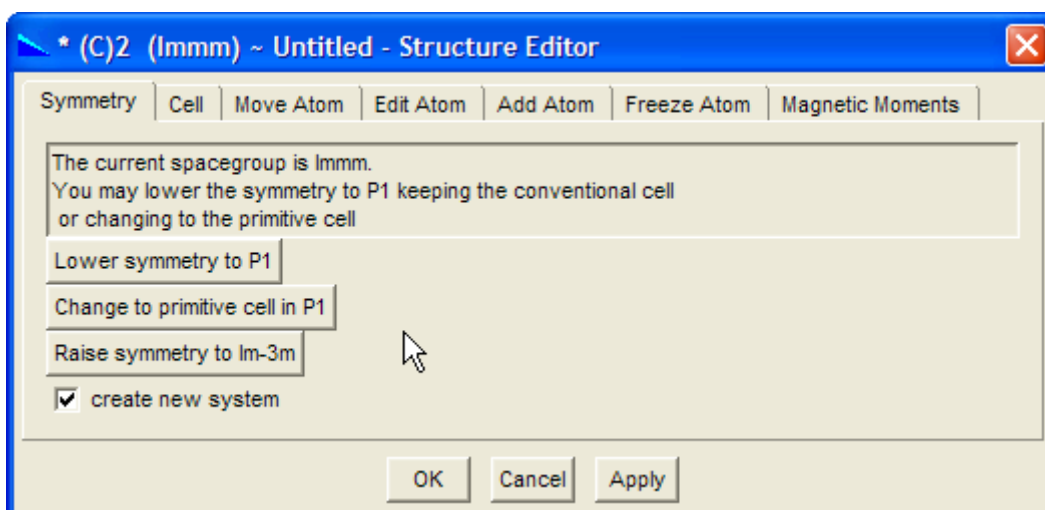 * (C)2 (Immm) ~ Untitled - Structure Editor
Symmetry Cell Move Atom Edit Atom Add Atom Freeze Atom Magnetic Moments
The current spacegroup is Immm.
You may lower the symmetry to P1 keeping the conventional cell
or changing to the primitive cell
Lower symmetry to P1
Change to primitive cell in P1
Raise symmetry to Im-3m
create new system
OK Cancel Apply